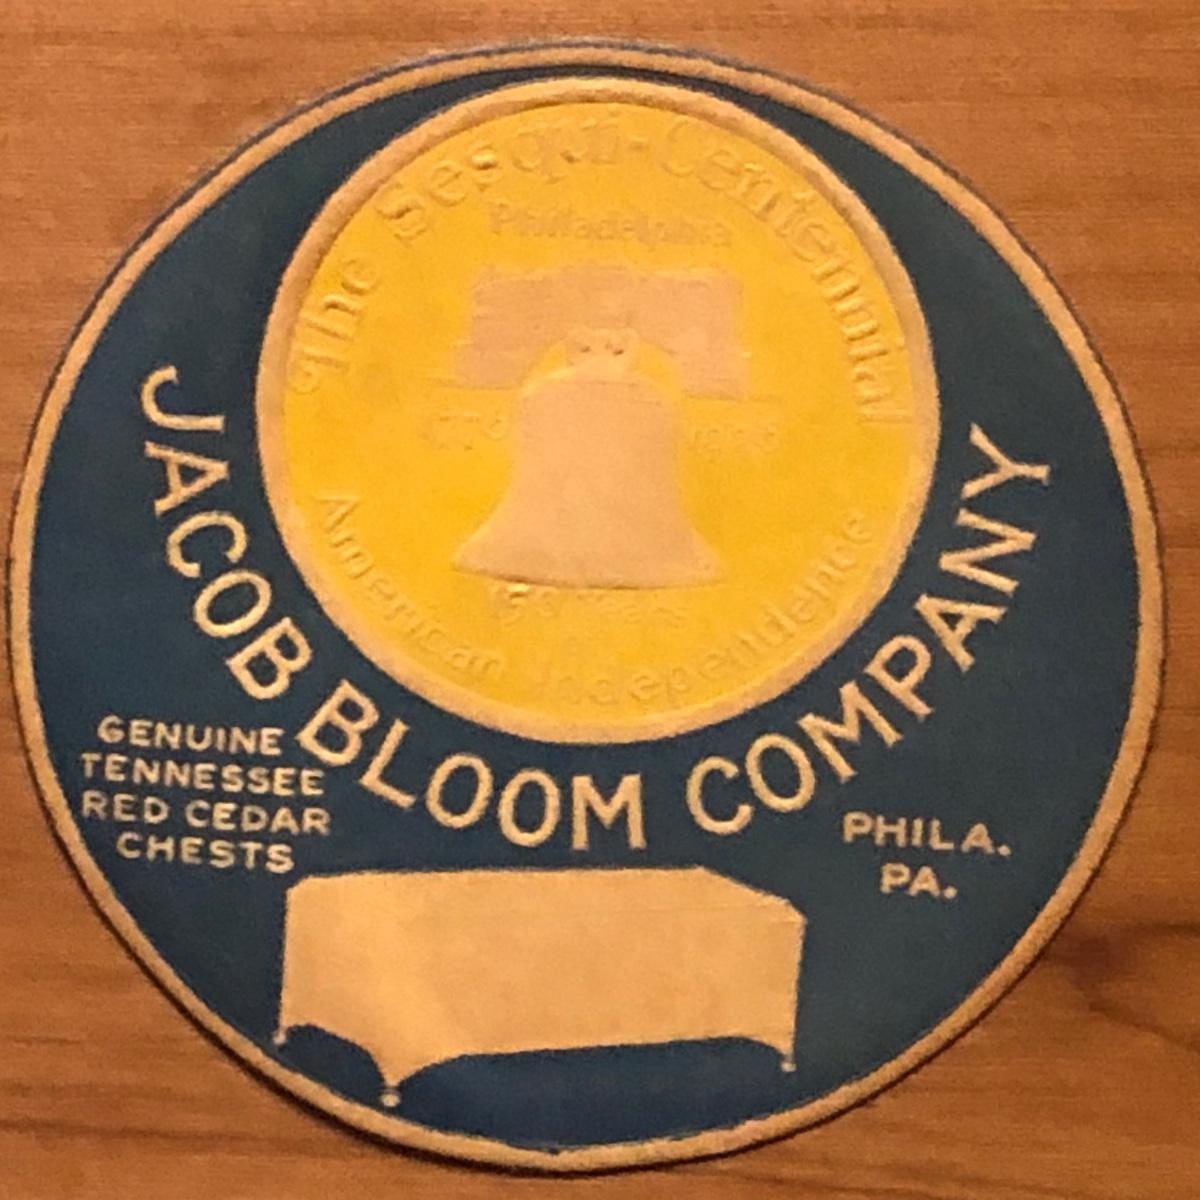 The Sesqui-Centennial
Philadelphia
1776 1926
150 Years
American Independence
JACOB BLOOM COMPANY
GENUINE
TENNESSEE
RED CEDAR
CHESTS
PHILA.
PA.